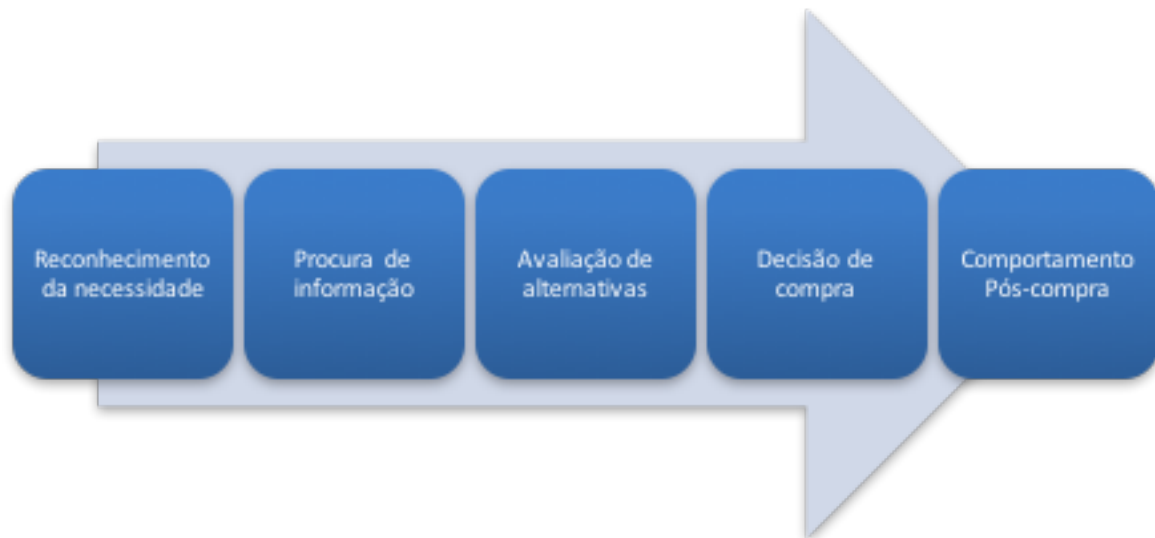 Reconhecimento
da necessidade
Procura de
informação
Avaliação de
alternativas
Decisão de
compra
Comportamento
Pós-compra